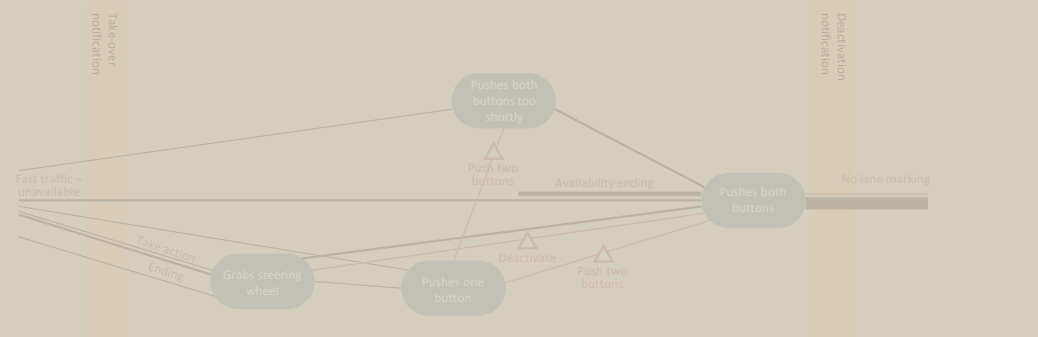 Take-over
notification
Deactivation
notification
Pushes both
buttons too
shortly
Push two
buttons
Fast traffic –
unavailable
Availability ending
Pushes both
buttons
No lane marking
Take action
Ending
Grabs steering
wheel
Pushes one
button
Deactivate
Push two
buttons